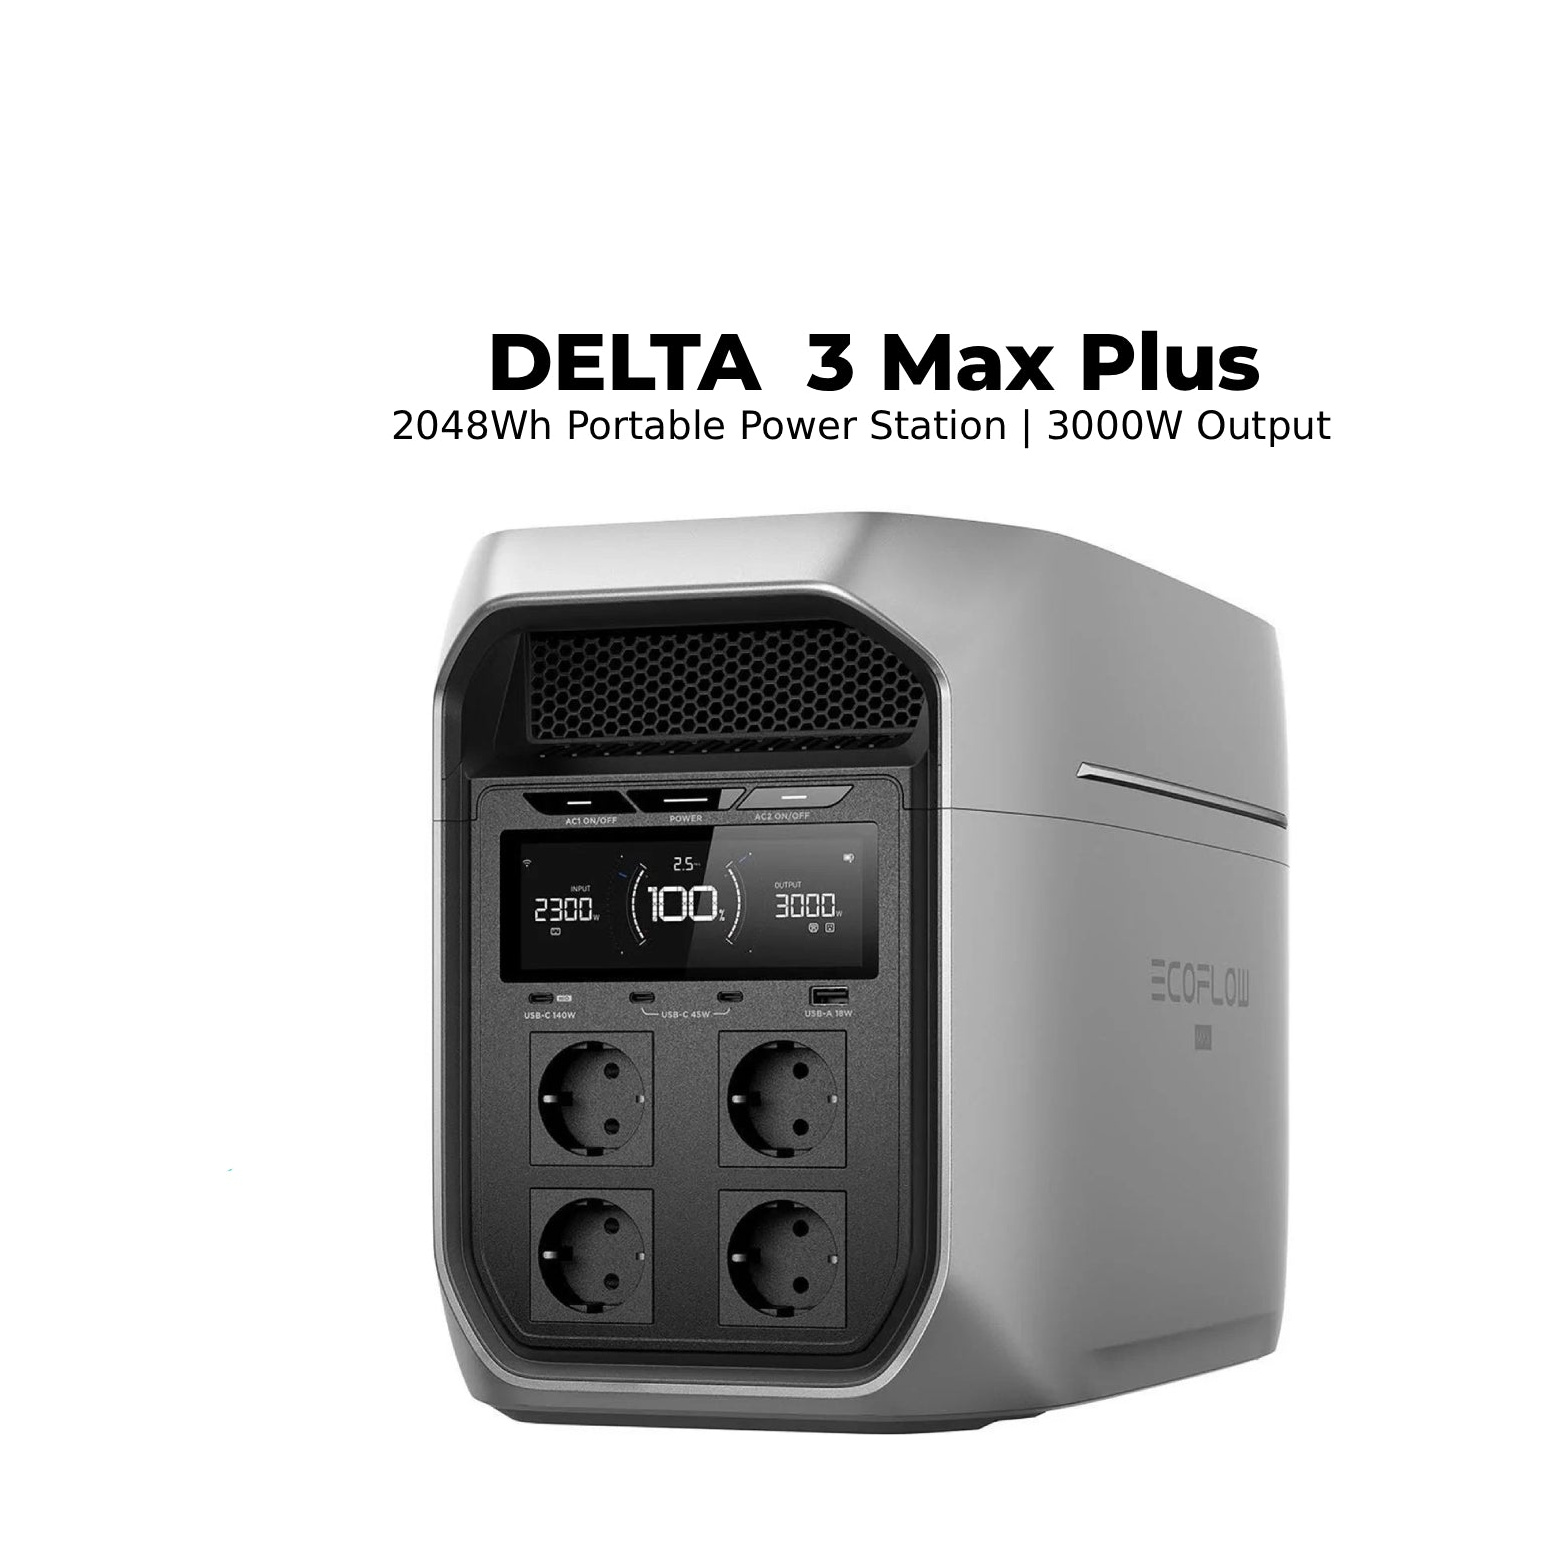 DELTA 3 Max Plus
2048Wh Portable Power Station | 3000W Output
AC1 ON/OFF POWER AC2 ON/OFF
2.5
INPUT OUTPUT
2300W 100% 3000W
USB-C 140W USB-C 45W USB-A 18W
ECOFLOW